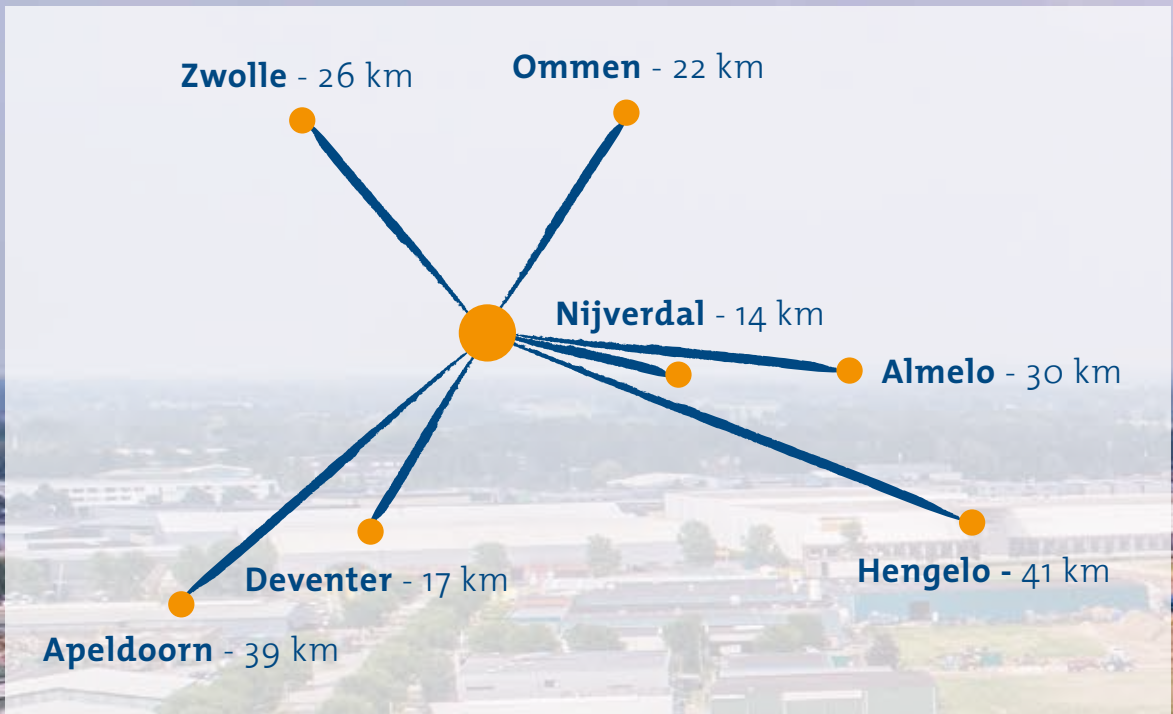 Zwolle - 26 km
Ommen - 22 km
Nijverdal - 14 km
Almelo - 30 km
Hengelo - 41 km
Deventer - 17 km
Apeldoorn - 39 km